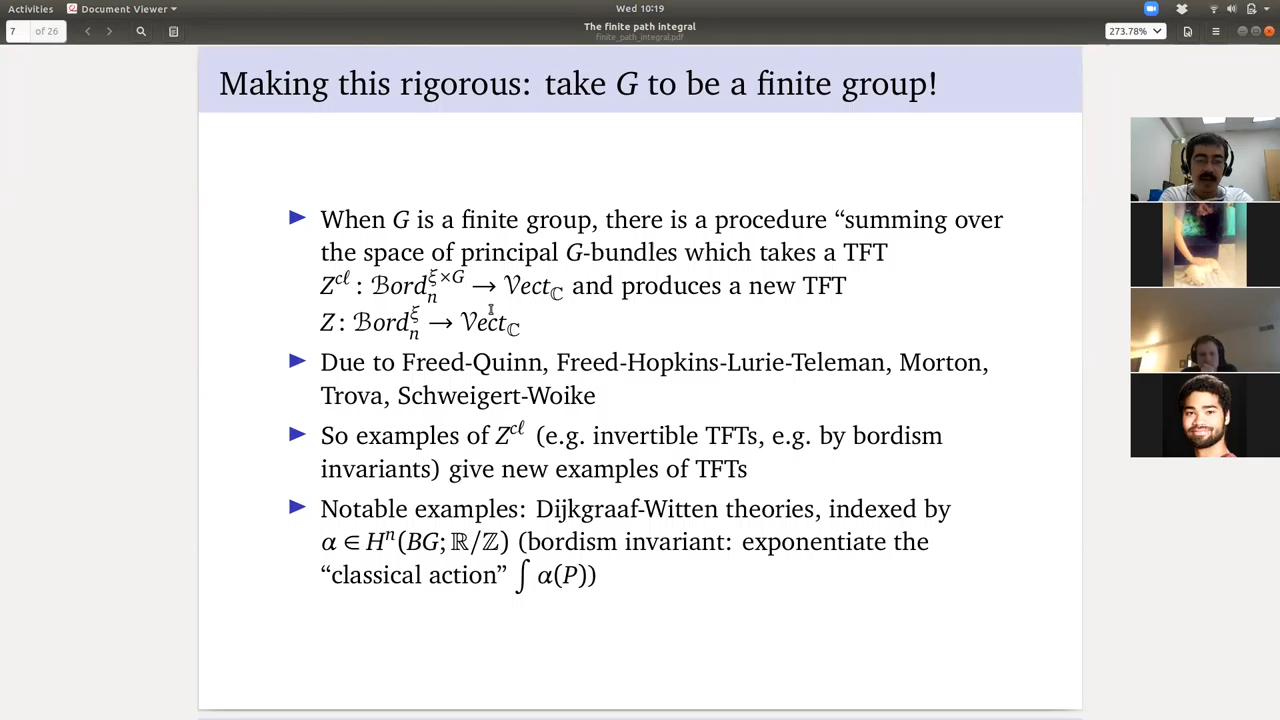 Activities
Document Viewer
Wed 10:19
7 of 26
The finite path integral
finite_path_integral.pdf
273.78%
Making this rigorous: take G to be a finite group!
When G is a finite group, there is a procedure “summing over
the space of principal G-bundles which takes a TFT
Z^{cℓ} : Bord_n^{ξ×G} → Vect_ℂ and produces a new TFT
Z: Bord_n^ξ → Vect_ℂ
Due to Freed-Quinn, Freed-Hopkins-Lurie-Teleman, Morton,
Trova, Schweigert-Woike
So examples of Z^{cℓ} (e.g. invertible TFTs, e.g. by bordism
invariants) give new examples of TFTs
Notable examples: Dijkgraaf-Witten theories, indexed by
α ∈ H^n(BG; ℝ/ℤ) (bordism invariant: exponentiate the
“classical action” ∫ α(P))